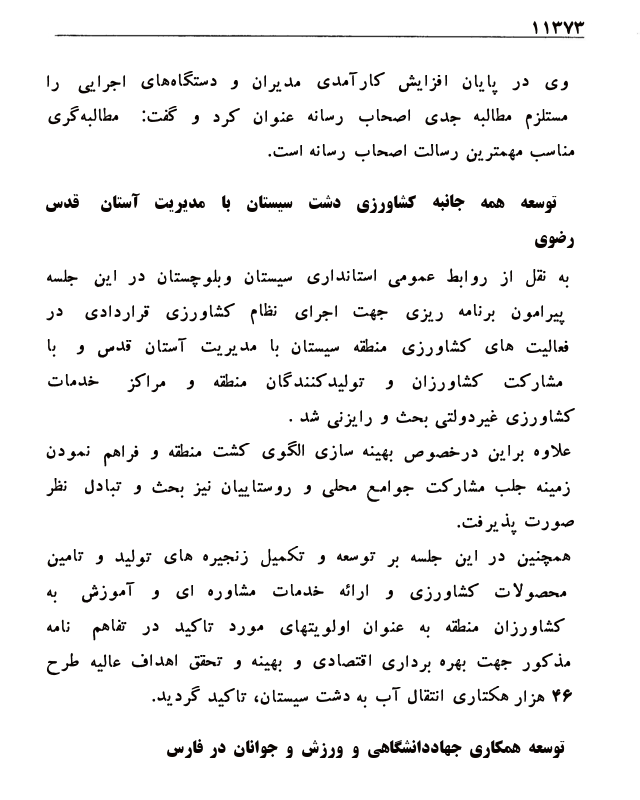 ۱۱۳۷۳
وی در پایان افزایش کارآمدی مدیران و دستگاه‌های اجرایی را
مستلزم مطالبه جدی اصحاب رسانه عنوان کرد و گفت: مطالبه‌گری
مناسب مهمترین رسالت اصحاب رسانه است.
توسعه همه جانبه کشاورزی دشت سیستان با مدیریت آستان قدس
رضوی
به نقل از روابط عمومی استانداری سیستان وبلوچستان در این جلسه
پیرامون برنامه ریزی جهت اجرای نظام کشاورزی قراردادی در
فعالیت های کشاورزی منطقه سیستان با مدیریت آستان قدس و با
مشارکت کشاورزان و تولیدکنندگان منطقه و مراکز خدمات
کشاورزی غیردولتی بحث و رایزنی شد .
علاوه براین درخصوص بهینه سازی الگوی کشت منطقه و فراهم نمودن
زمینه جلب مشارکت جوامع محلی و روستاییان نیز بحث و تبادل نظر
صورت پذیرفت.
همچنین در این جلسه بر توسعه و تکمیل زنجیره های تولید و تامین
محصولات کشاورزی و ارائه خدمات مشاوره ای و آموزش به
کشاورزان منطقه به عنوان اولویتهای مورد تاکید در تفاهم نامه
مذکور جهت بهره برداری اقتصادی و بهینه و تحقق اهداف عالیه طرح
۴۶ هزار هکتاری انتقال آب به دشت سیستان، تاکید گردید.
توسعه همکاری جهاددانشگاهی و ورزش و جوانان در فارس